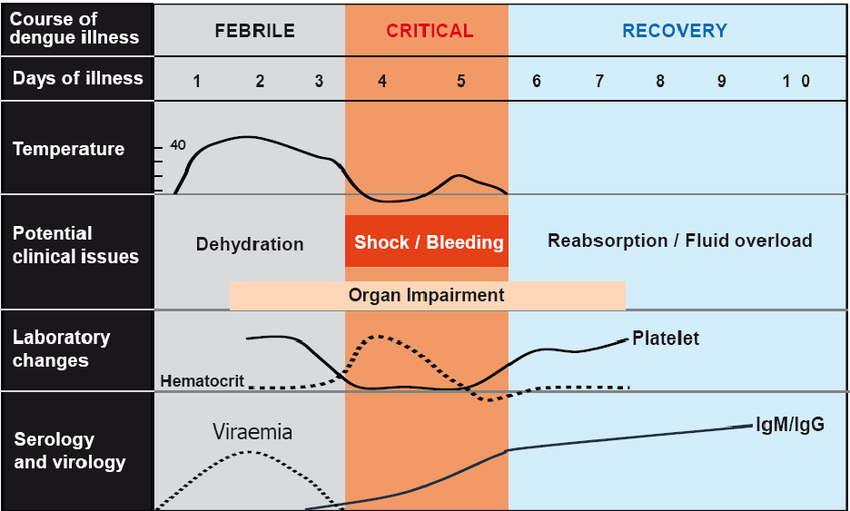 Course of
dengue illness
FEBRILE
CRITICAL
RECOVERY
Days of illness
1 2 3 4 5 6 7 8 9 1 0
Temperature
40
Potential
clinical issues
Dehydration
Shock / Bleeding
Reabsorption / Fluid overload
Organ Impairment
Laboratory
changes
Platelet
Hematocrit
Serology
and virology
Viraemia
IgM/IgG